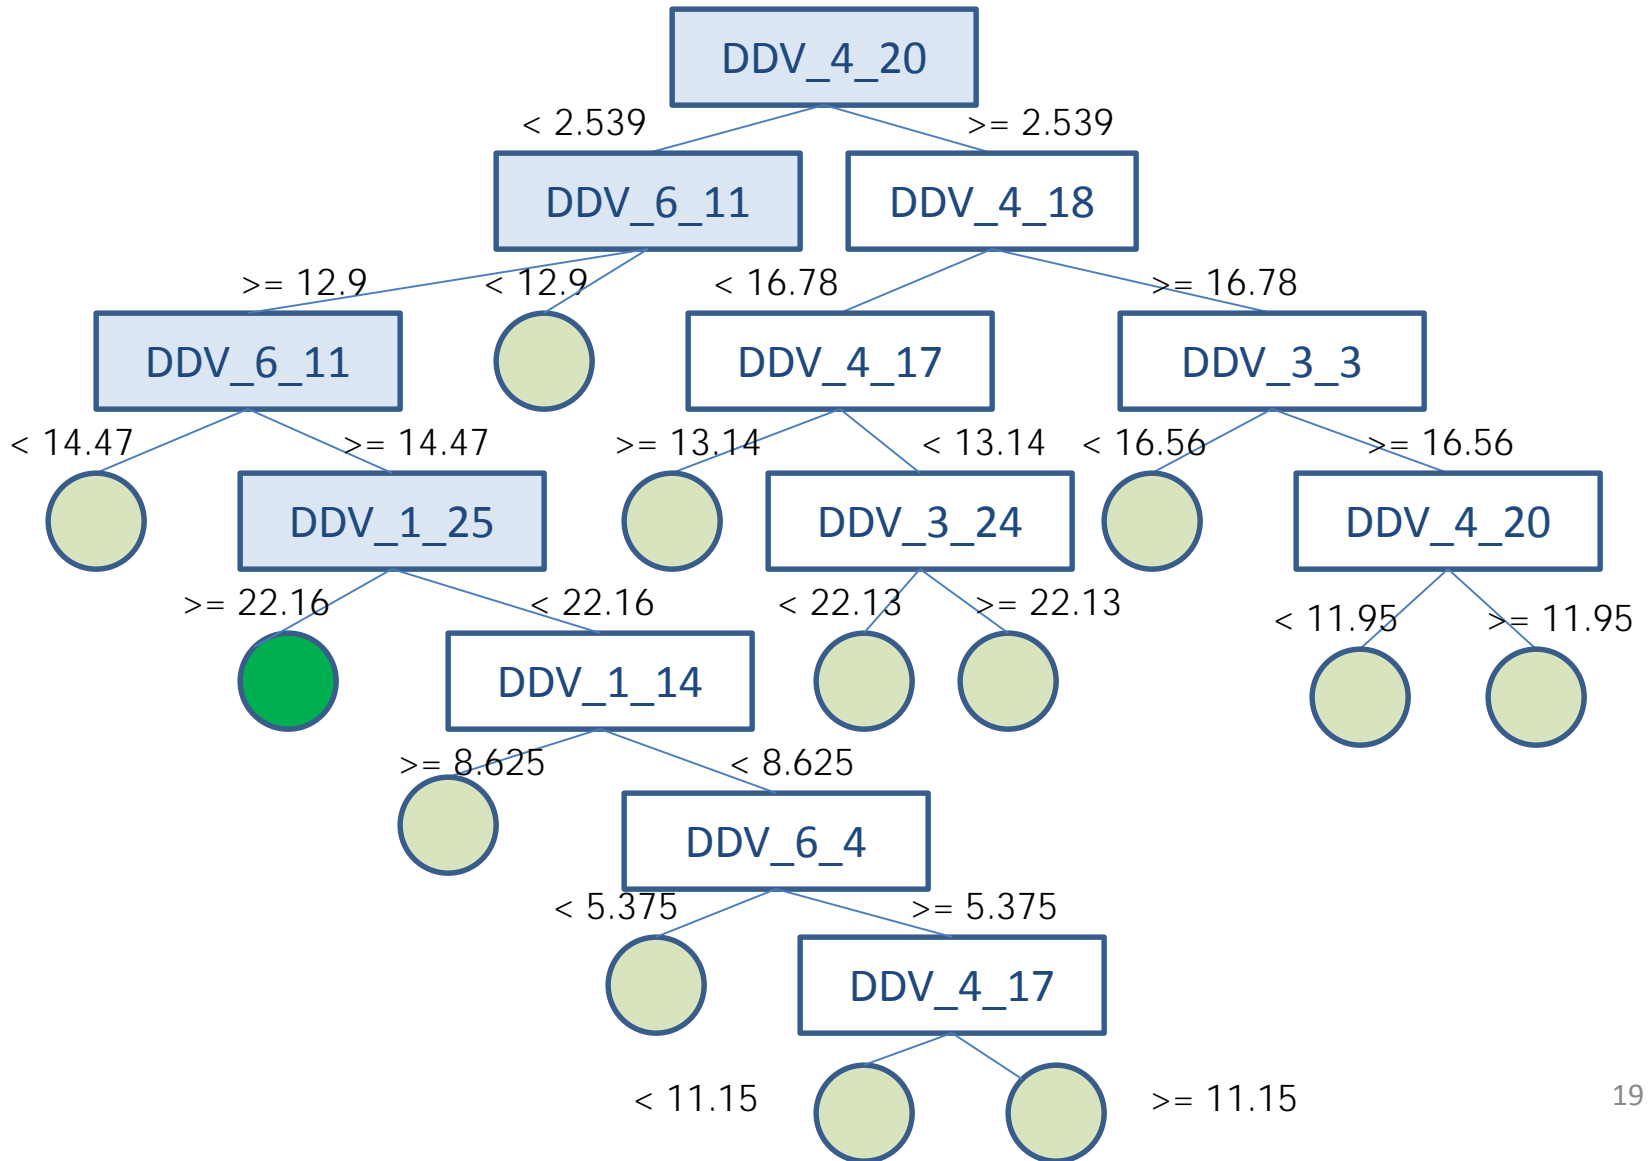 DDV_4_20
< 2.539
>= 2.539
DDV_6_11
DDV_4_18
>= 12.9
< 12.9
< 16.78
>= 16.78
DDV_6_11
DDV_4_17
DDV_3_3
< 14.47
>= 14.47
>= 13.14
< 13.14
< 16.56
>= 16.56
DDV_1_25
DDV_3_24
DDV_4_20
>= 22.16
< 22.16
< 22.13
>= 22.13
< 11.95
>= 11.95
DDV_1_14
>= 8.625
< 8.625
DDV_6_4
< 5.375
>= 5.375
DDV_4_17
< 11.15
>= 11.15
19